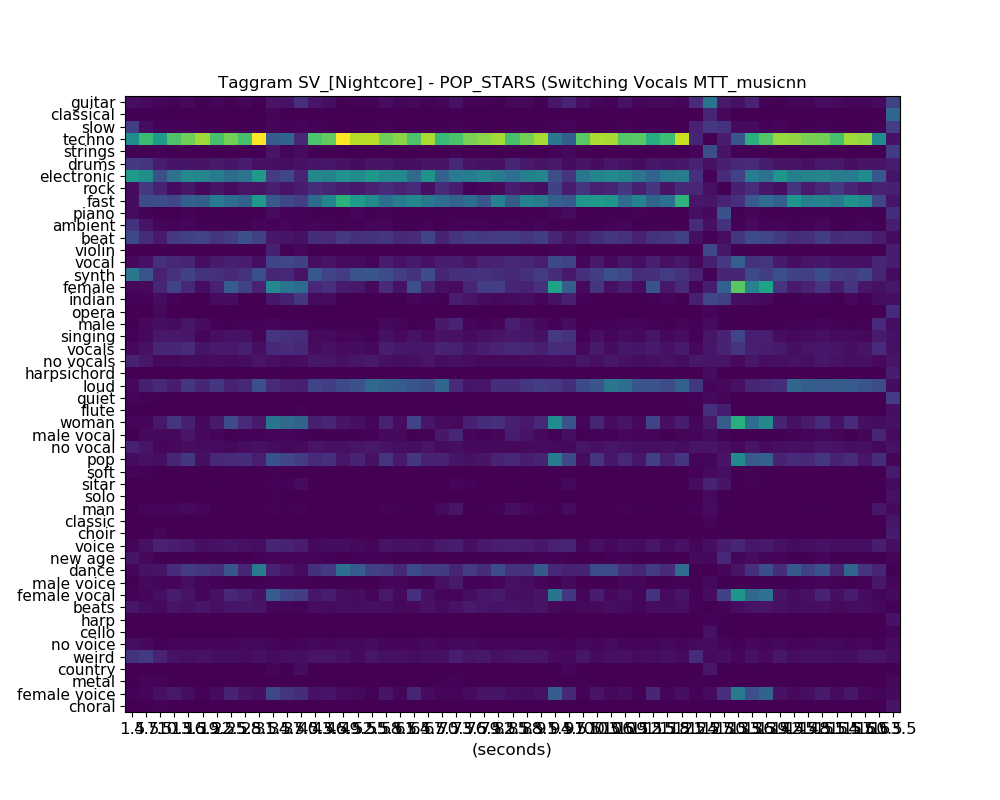 Taggram SV_[Nightcore] - POP_STARS (Switching Vocals MTT_musicnn
guitar
classical
slow
techno
strings
drums
electronic
rock
fast
piano
ambient
beat
violin
vocal
synth
female
indian
opera
male
singing
vocals
no vocals
harpsichord
loud
quiet
flute
woman
male vocal
no vocal
pop
soft
sitar
solo
man
classic
choir
voice
new age
dance
male voice
female vocal
beats
harp
cello
no voice
weird
country
metal
female voice
choral
(seconds)